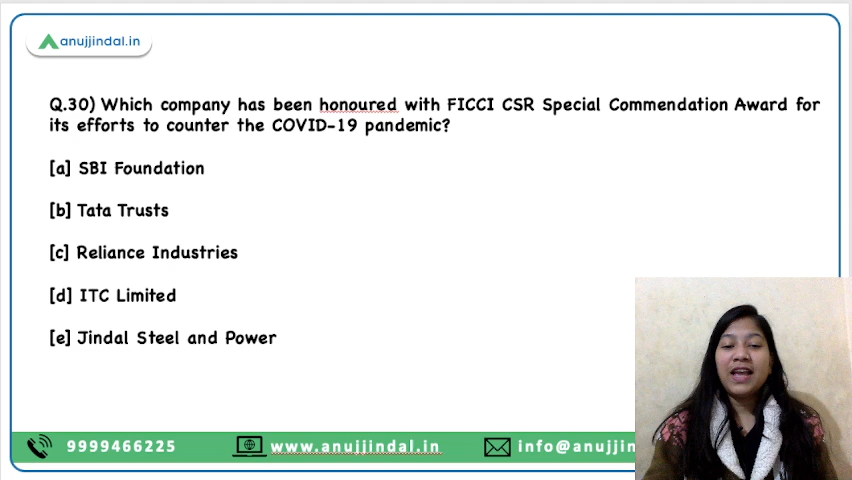 anujjindal.in
Q.30) Which company has been honoured with FICCI CSR Special Commendation Award for
its efforts to counter the COVID-19 pandemic?
[a] SBI Foundation
[b] Tata Trusts
[c] Reliance Industries
[d] ITC Limited
[e] Jindal Steel and Power
9999466225 www.anujjindal.in info@anujjin